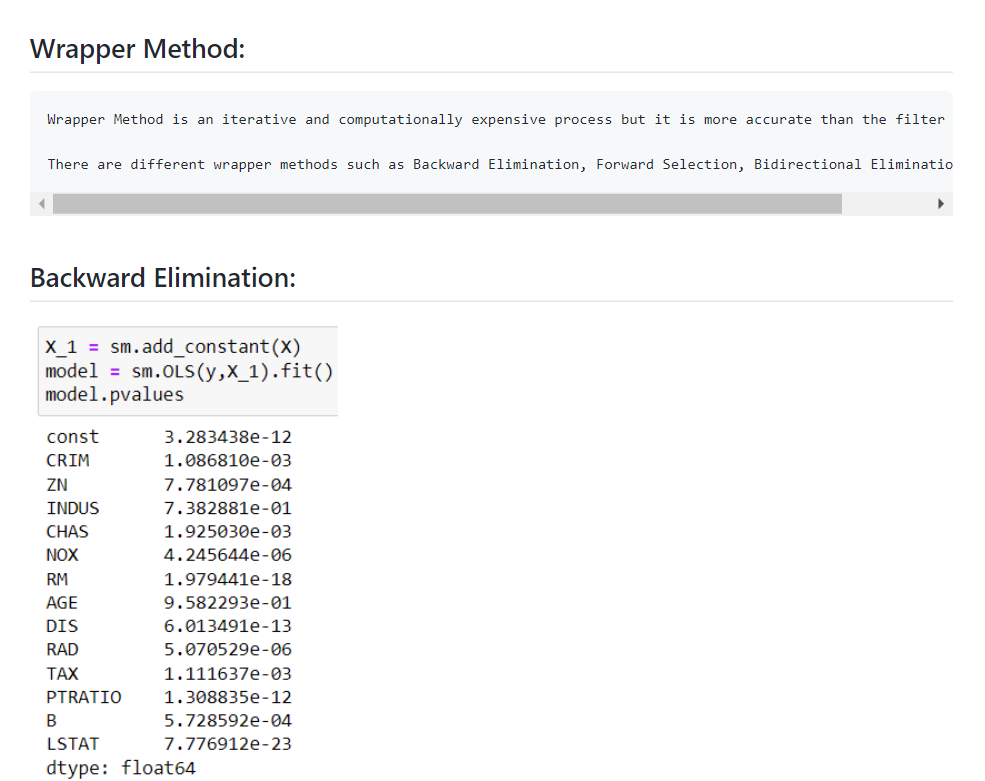 Wrapper Method:
Wrapper Method is an iterative and computationally expensive process but it is more accurate than the filter
There are different wrapper methods such as Backward Elimination, Forward Selection, Bidirectional Eliminatio
Backward Elimination:
X_1 = sm.add_constant(X)
model = sm.OLS(y,X_1).fit()
model.pvalues
const 3.283438e-12
CRIM 1.086810e-03
ZN 7.781097e-04
INDUS 7.382881e-01
CHAS 1.925030e-03
NOX 4.245644e-06
RM 1.979441e-18
AGE 9.582293e-01
DIS 6.013491e-13
RAD 5.070529e-06
TAX 1.111637e-03
PTRATIO 1.308835e-12
B 5.728592e-04
LSTAT 7.776912e-23
dtype: float64